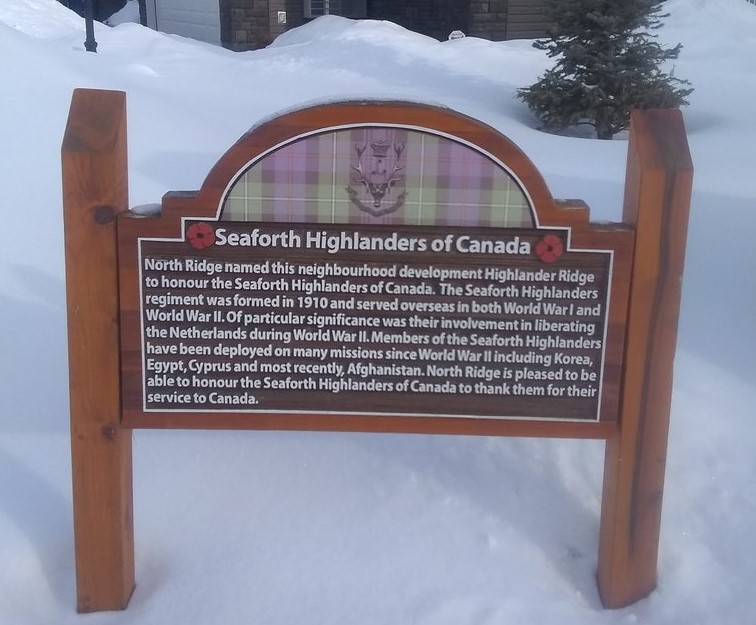 Seaforth Highlanders of Canada
North Ridge named this neighbourhood development Highlander Ridge
to honour the Seaforth Highlanders of Canada. The Seaforth Highlanders
regiment was formed in 1910 and served overseas in both World War I and
World War II. Of particular significance was their involvement in liberating
the Netherlands during World War II. Members of the Seaforth Highlanders
have been deployed on many missions since World War II including Korea,
Egypt, Cyprus and most recently, Afghanistan. North Ridge is pleased to be
able to honour the Seaforth Highlanders of Canada to thank them for their
service to Canada.